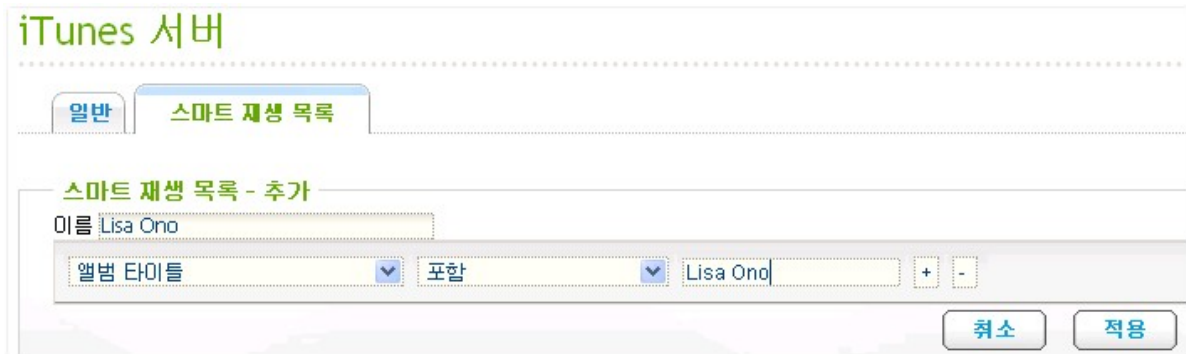 iTunes 서버
일반 스마트 재생 목록
스마트 재생 목록 - 추가
이름 Lisa Ono
앨범 타이틀 포함 Lisa Ono + -
취소 적용